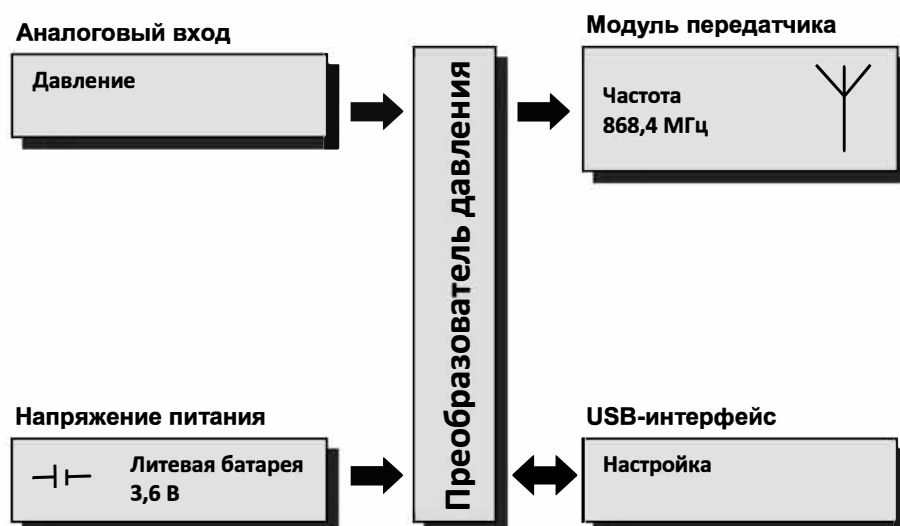 Аналоговый вход
Давление
Модуль передатчика
Частота
868,4 МГц
Преобразователь давления
Напряжение питания
Литевая батарея
3,6 В
USB-интерфейс
Настройка